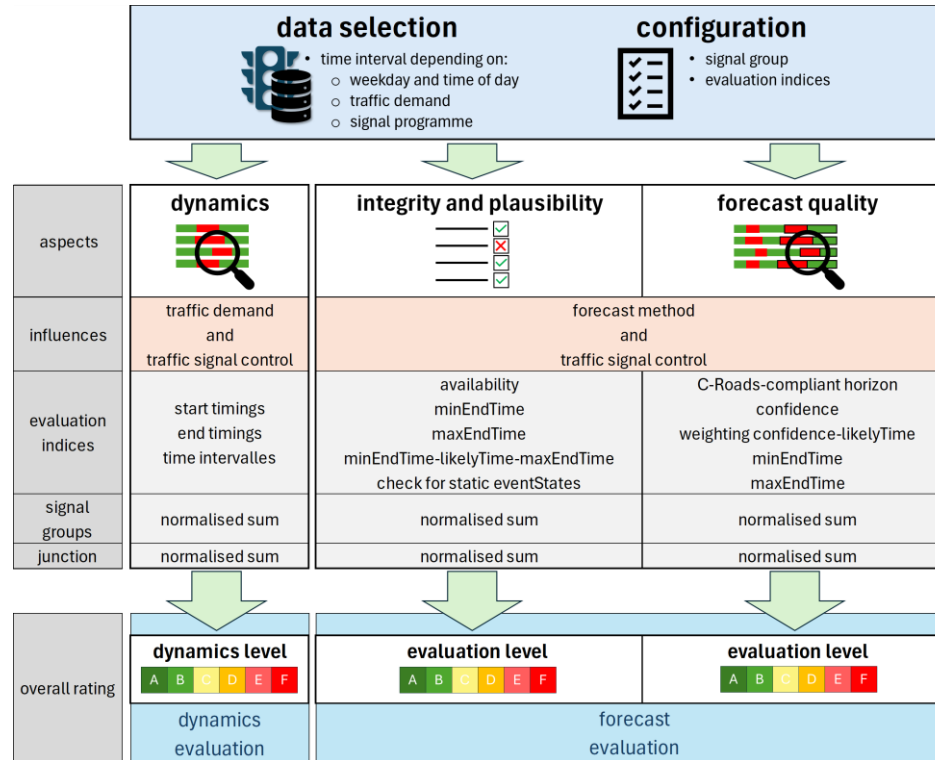 data selection
• time interval depending on:
o weekday and time of day
o traffic demand
o signal programme
configuration
• signal group
• evaluation indices
aspects
dynamics
integrity and plausibility
forecast quality
influences
traffic demand
and
traffic signal control
forecast method
and
traffic signal control
evaluation
indices
start timings
end timings
time intervalles
availability
minEndTime
maxEndTime
minEndTime-likelyTime-maxEndTime
check for static eventStates
C-Roads-compliant horizon
confidence
weighting confidence-likelyTime
minEndTime
maxEndTime
signal
groups
normalised sum
normalised sum
normalised sum
junction
normalised sum
normalised sum
normalised sum
overall rating
dynamics level
A B C D E F
evaluation level
A B C D E F
evaluation level
A B C D E F
dynamics
evaluation
forecast
evaluation